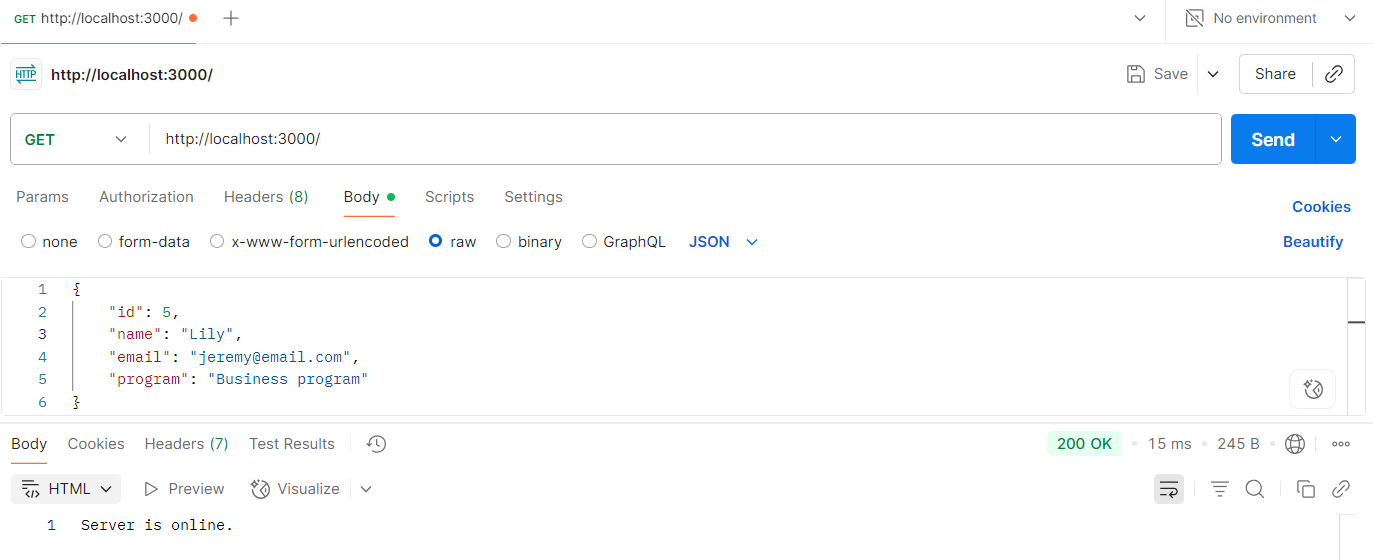 GET http://localhost:3000/
No environment
HTTP http://localhost:3000/
Save
Share
GET http://localhost:3000/
Send
Params Authorization Headers (8) Body Scripts Settings
Cookies
none form-data x-www-form-urlencoded raw binary GraphQL JSON
Beautify
1 {
2 "id": 5,
3 "name": "Lily",
4 "email": "jeremy@email.com",
5 "program": "Business program"
6 }
Body Cookies Headers (7) Test Results
200 OK • 15 ms • 245 B •
HTML Preview Visualize
1 Server is online.